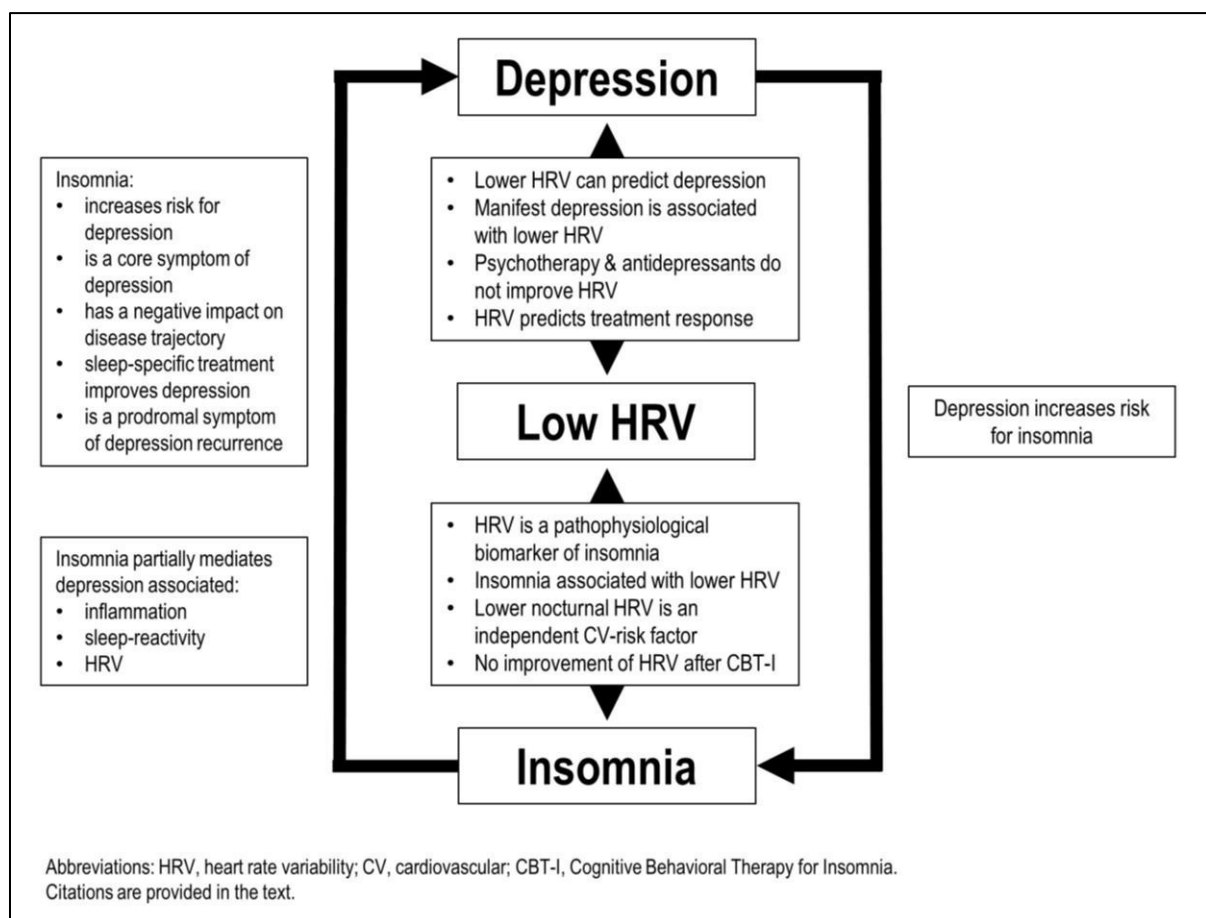 Depression
Insomnia:
• increases risk for
depression
• is a core symptom of
depression
• has a negative impact on
disease trajectory
• sleep-specific treatment
improves depression
• is a prodromal symptom
of depression recurrence
• Lower HRV can predict depression
• Manifest depression is associated
with lower HRV
• Psychotherapy & antidepressants do
not improve HRV
• HRV predicts treatment response
Low HRV
Depression increases risk
for insomnia
Insomnia partially mediates
depression associated:
• inflammation
• sleep-reactivity
• HRV
• HRV is a pathophysiological
biomarker of insomnia
• Insomnia associated with lower HRV
• Lower nocturnal HRV is an
independent CV-risk factor
• No improvement of HRV after CBT-I
Insomnia
Abbreviations: HRV, heart rate variability; CV, cardiovascular; CBT-I, Cognitive Behavioral Therapy for Insomnia.
Citations are provided in the text.